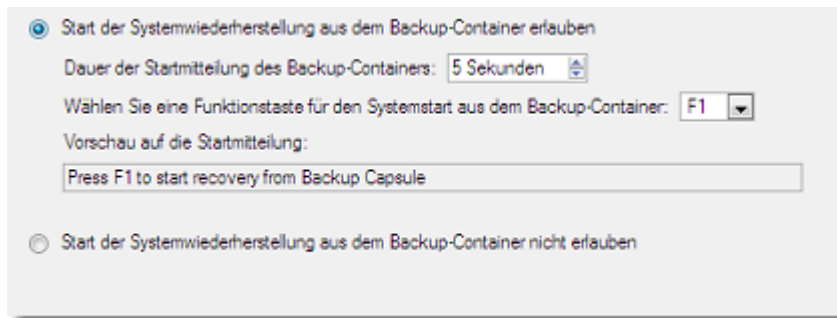 Start der Systemwiederherstellung aus dem Backup-Container erlauben
Dauer der Startmitteilung des Backup-Containers: 5 Sekunden
Wählen Sie eine Funktionstaste für den Systemstart aus dem Backup-Container: F1
Vorschau auf die Startmitteilung:
Press F1 to start recovery from Backup Capsule
Start der Systemwiederherstellung aus dem Backup-Container nicht erlauben